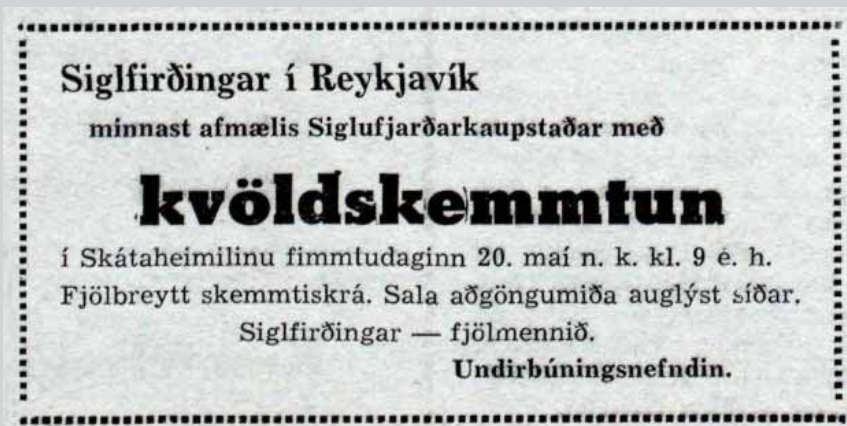 Siglfirðingar í Reykjavík
minnast afmælis Siglufjarðarkaupstaðar með
kvöldskemmtun
í Skátaheimilinu fimmtudaginn 20. maí n. k. kl. 9 e. h.
Fjölbreytt skemmtiskrá. Sala aðgöngumiða auglýst síðar.
Siglfirðingar — fjölmennið.
Undirbúningsnefndin.